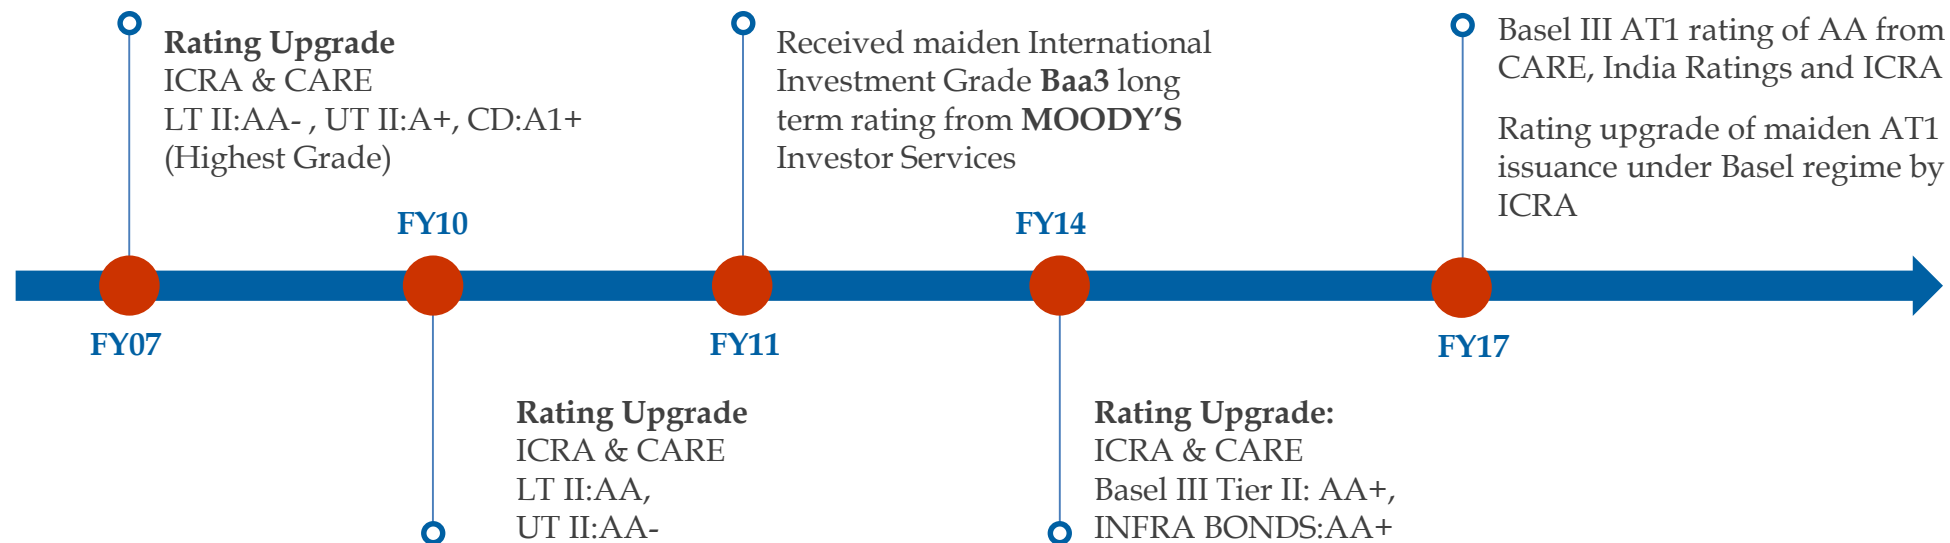 Rating Upgrade
ICRA & CARE
LT II:AA- , UT II:A+, CD:A1+
(Highest Grade)
FY07
FY10
Rating Upgrade
ICRA & CARE
LT II:AA,
UT II:AA-
Received maiden International
Investment Grade Baa3 long
term rating from MOODY’S
Investor Services
FY11
FY14
Rating Upgrade:
ICRA & CARE
Basel III Tier II: AA+,
INFRA BONDS:AA+
Basel III AT1 rating of AA from
CARE, India Ratings and ICRA
Rating upgrade of maiden AT1
issuance under Basel regime by
ICRA
FY17